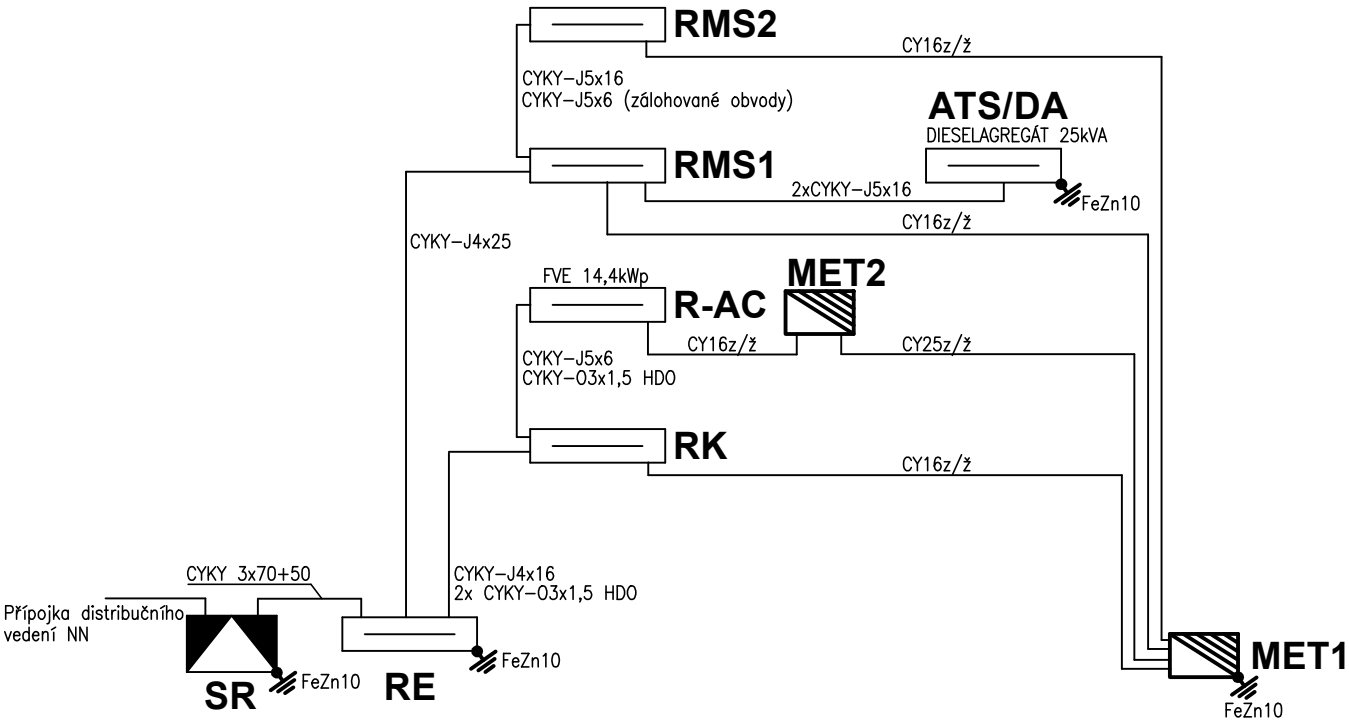 RMS2
CY16z/ž
CYKY-J5x16
CYKY-J5x6 (zálohované obvody)
ATS/DA
DIESELAGREGÁT 25kVA
RMS1
2xCYKY-J5x16
FeZn10
CY16z/ž
CYKY-J4x25
FVE 14,4kWp
MET2
R-AC
CY16z/ž
CY25z/ž
CYKY-J5x6
CYKY-O3x1,5 HDO
RK
CY16z/ž
CYKY 3x70+50
CYKY-J4x16
2x CYKY-O3x1,5 HDO
Přípojka distribučního
vedení NN
FeZn10
FeZn10
SR
RE
MET1
FeZn10